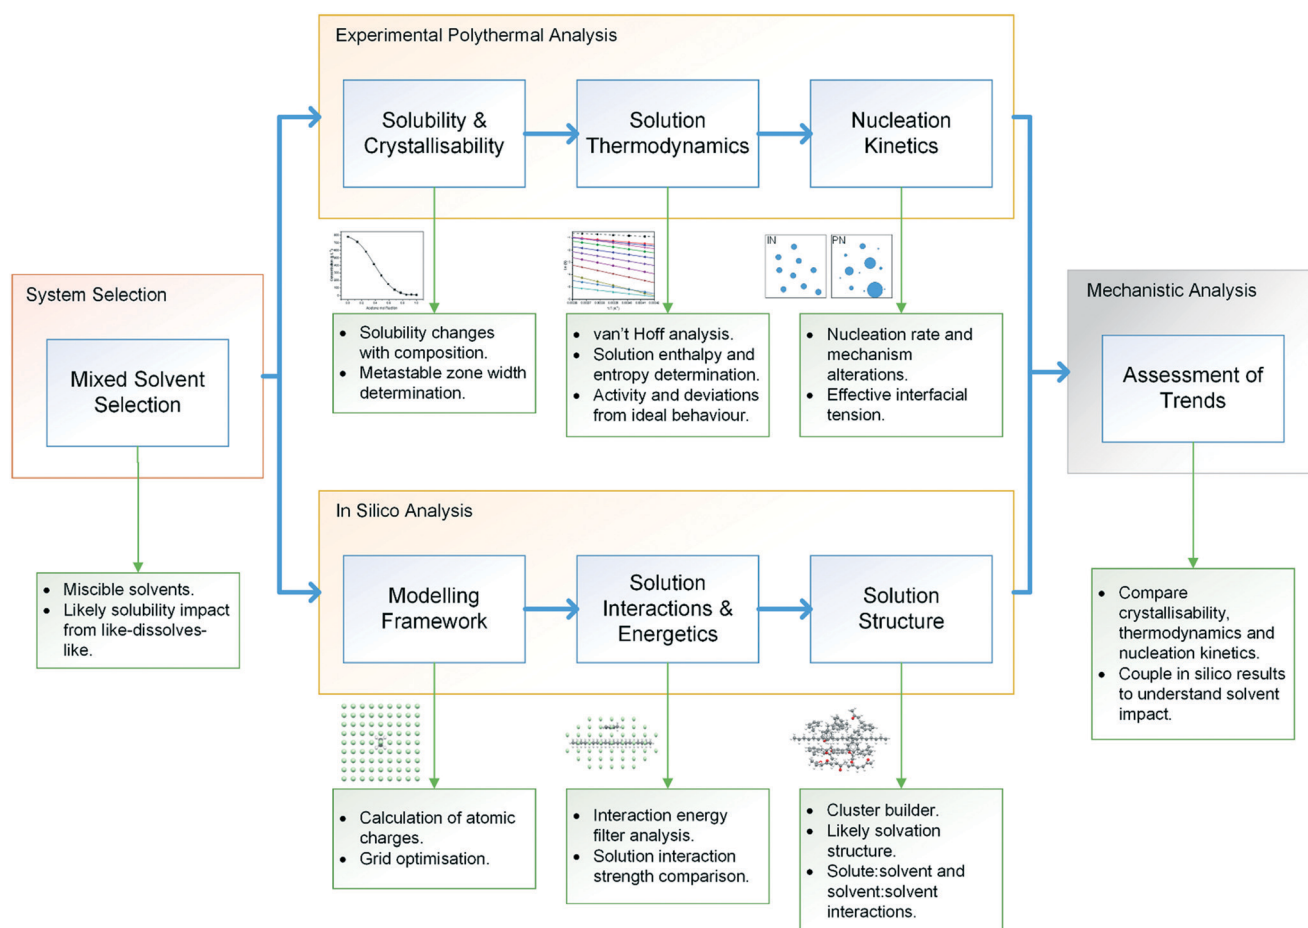 Experimental Polythermal Analysis
Solubility &
Crystallisability
Solution
Thermodynamics
Nucleation
Kinetics
IN
PN
System Selection
Mixed Solvent
Selection
• Solubility changes
with composition.
• Metastable zone width
determination.
• van't Hoff analysis.
• Solution enthalpy and
entropy determination.
• Activity and deviations
from ideal behaviour.
• Nucleation rate and
mechanism
alterations.
• Effective interfacial
tension.
Mechanistic Analysis
Assessment of
Trends
In Silico Analysis
Modelling
Framework
Solution
Interactions &
Energetics
Solution
Structure
• Miscible solvents.
• Likely solubility impact
from like-dissolves-
like.
• Compare
crystallisability,
thermodynamics and
nucleation kinetics.
• Couple in silico results
to understand solvent
impact.
• Calculation of atomic
charges.
• Grid optimisation.
• Interaction energy
filter analysis.
• Solution interaction
strength comparison.
• Cluster builder.
• Likely solvation
structure.
• Solute:solvent and
solvent:solvent
interactions.